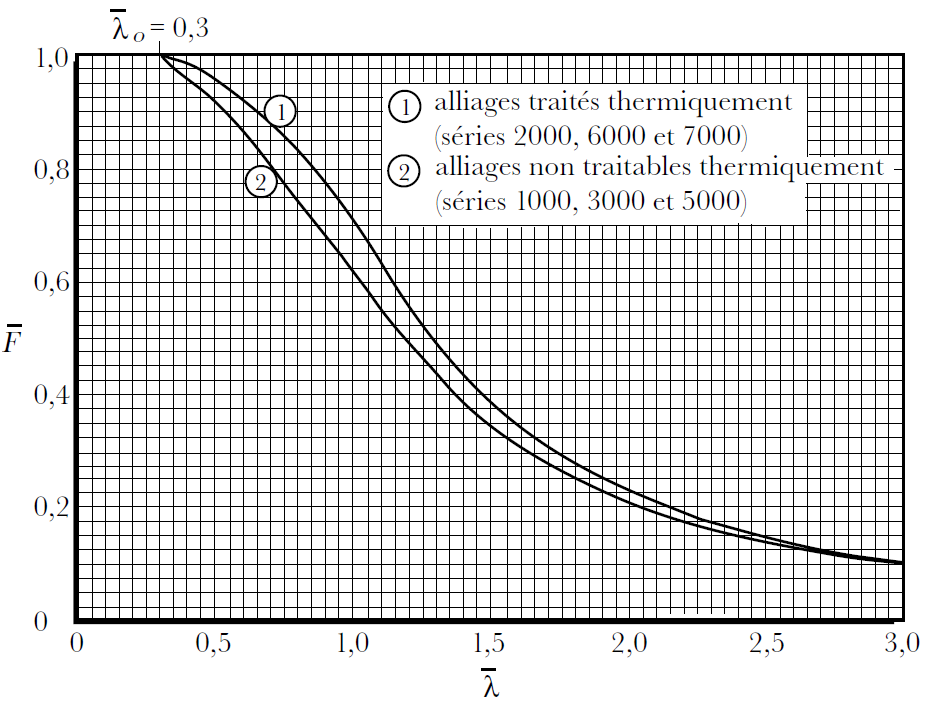 λ̅ₒ = 0,3
1,0
0,8
0,6
0,4
0,2
0
F̅
1
2
1 alliages traités thermiquement
(séries 2000, 6000 et 7000)
2 alliages non traitables thermiquement
(séries 1000, 3000 et 5000)
0 0,5 1,0 1,5 2,0 2,5 3,0
λ̅